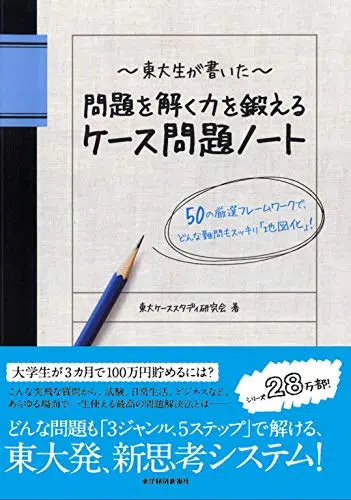 ～東大生が書いた～
問題を解く力を鍛える
ケース問題ノート
50の厳選フレームワークで、
どんな難問もスッキリ「地図化」!
東大ケーススタディ研究会 著
大学生が3カ月で100万円貯めるには?
こんな突飛な質問から、試験、日常生活、ビジネスなど、
あらゆる場面で一生使える最高の問題解決法とは――
シリーズ28万部!
どんな問題も「3ジャンル、5ステップ」で解ける、
東大発、新思考システム!
東洋経済新報社